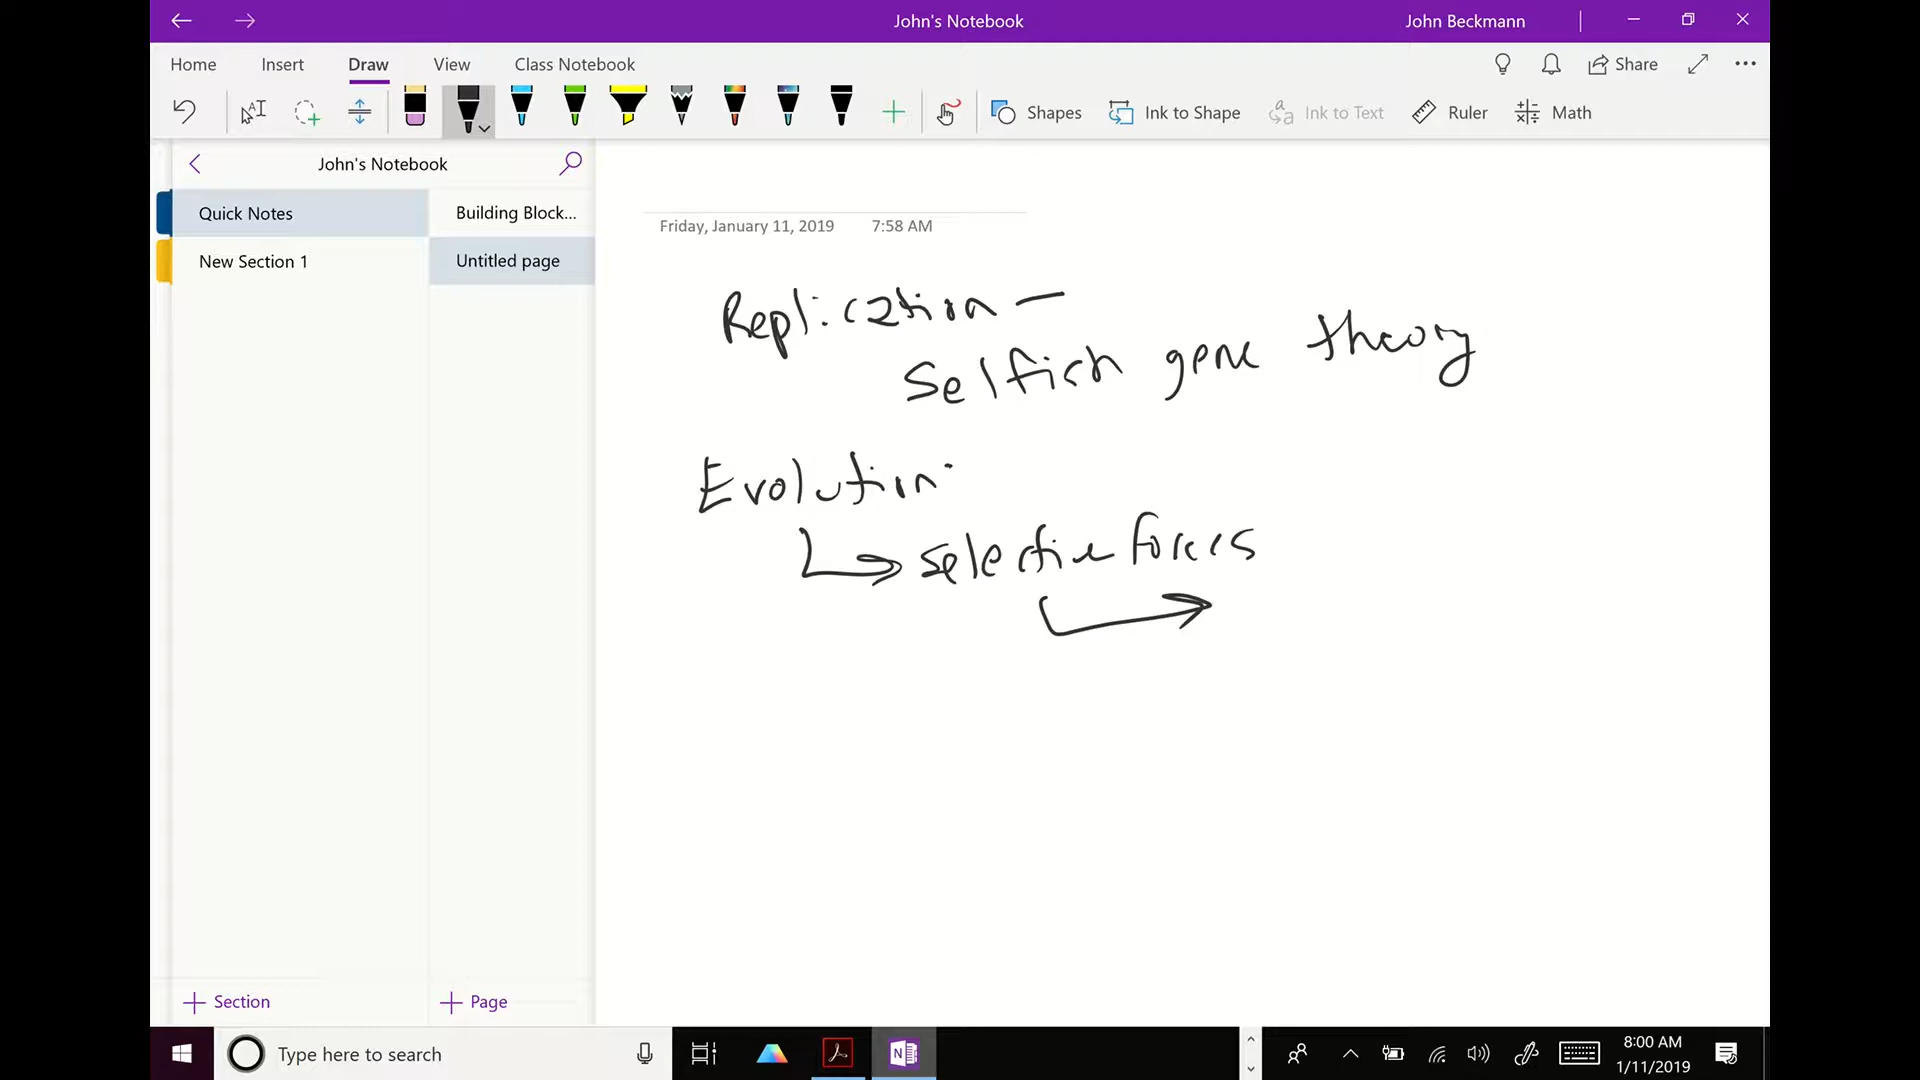 John's Notebook
John Beckmann
Home Insert Draw View Class Notebook
Share
Shapes Ink to Shape Ink to Text Ruler Math
John's Notebook
Quick Notes
New Section 1
Building Block...
Untitled page
Friday, January 11, 2019 7:58 AM
Replication —
Selfish gene theory
Evolution
selective forces
Section
Page
Type here to search
8:00 AM
1/11/2019